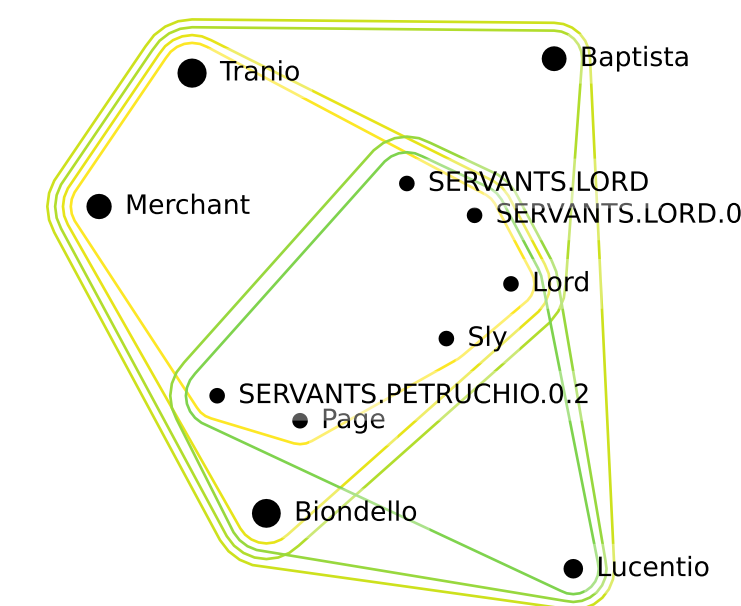 Baptista
Tranio
SERVANTS.LORD
Merchant
SERVANTS.LORD.0
Lord
Sly
SERVANTS.PETRUCHIO.0.2
Page
Biondello
Lucentio